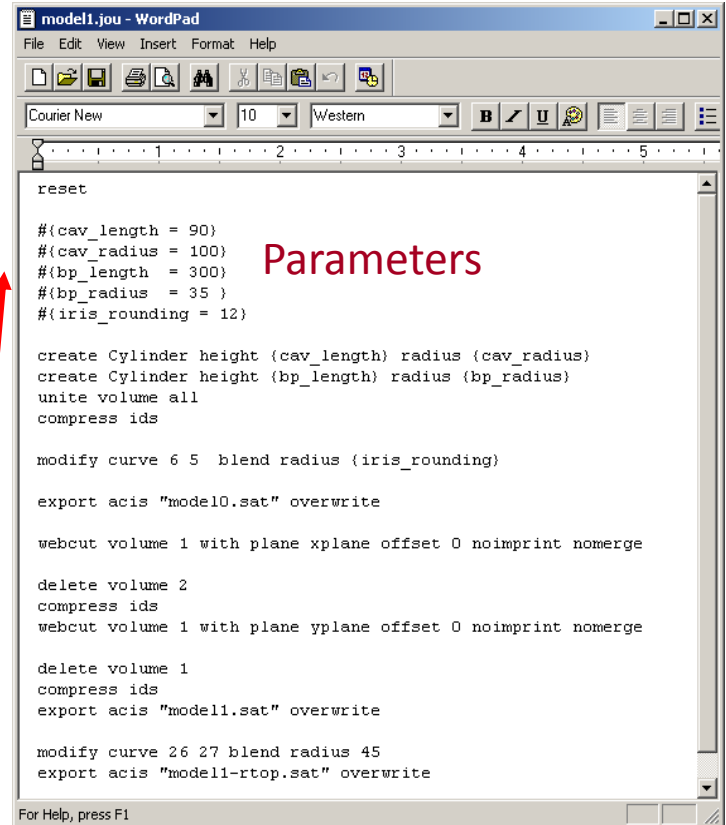 model1.jou - WordPad
File Edit View Insert Format Help
Courier New 10 Western B I U
1 2 3 4 5
reset
#{cav_length = 90}
#{cav_radius = 100}
#{bp_length  = 300}
#{bp_radius  = 35 }
#{iris_rounding = 12}
Parameters
create Cylinder height {cav_length} radius {cav_radius}
create Cylinder height {bp_length} radius {bp_radius}
unite volume all
compress ids
modify curve 6 5  blend radius {iris_rounding}
export acis "model0.sat" overwrite
webcut volume 1 with plane xplane offset 0 noimprint nomerge
delete volume 2
compress ids
webcut volume 1 with plane yplane offset 0 noimprint nomerge
delete volume 1
compress ids
export acis "model1.sat" overwrite
modify curve 26 27 blend radius 45
export acis "model1-rtop.sat" overwrite
For Help, press F1